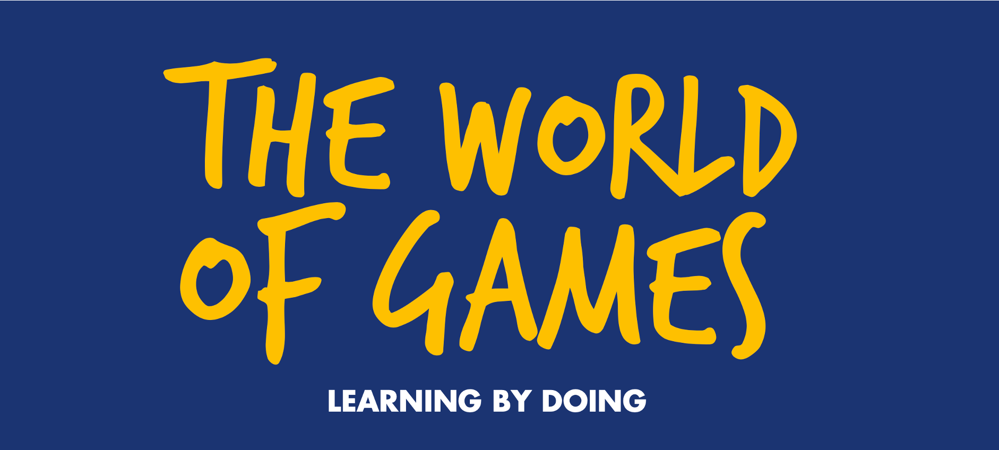 THE WORLD
OF GAMES
LEARNING BY DOING